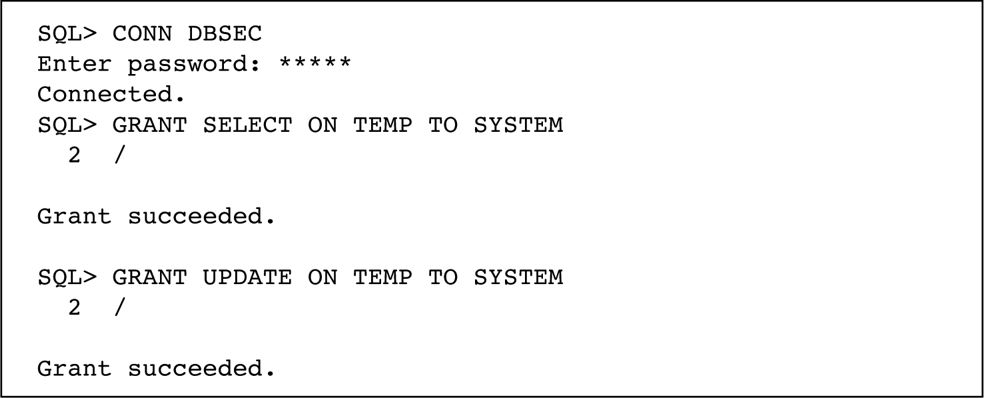 SQL> CONN DBSEC
Enter password: *****
Connected.
SQL> GRANT SELECT ON TEMP TO SYSTEM
  2  /
Grant succeeded.
SQL> GRANT UPDATE ON TEMP TO SYSTEM
  2  /
Grant succeeded.